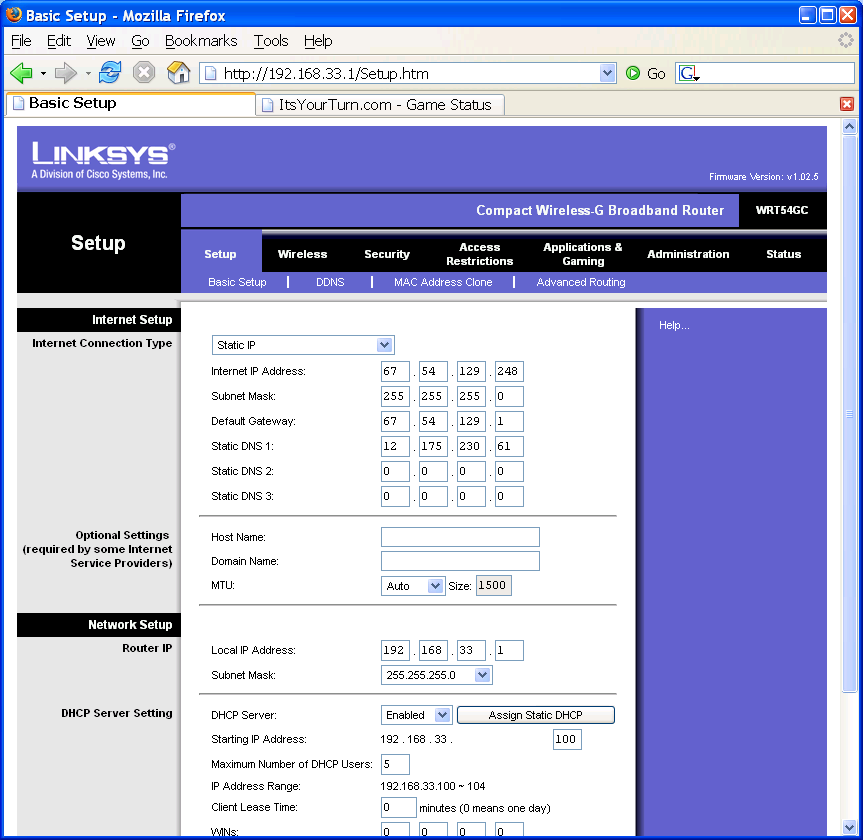 Basic Setup - Mozilla Firefox
File Edit View Go Bookmarks Tools Help
http://192.168.33.1/Setup.htm Go G
Basic Setup ItsYourTurn.com - Game Status
LINKSYS®
A Division of Cisco Systems, Inc.
Firmware Version: v1.02.5
Compact Wireless-G Broadband Router WRT54GC
Setup
Setup Wireless Security Access Restrictions Applications & Gaming Administration Status
Basic Setup | DDNS | MAC Address Clone | Advanced Routing
Internet Setup
Help...
Internet Connection Type Static IP
Internet IP Address: 67 . 54 . 129 . 248
Subnet Mask: 255 . 255 . 255 . 0
Default Gateway: 67 . 54 . 129 . 1
Static DNS 1: 12 . 175 . 230 . 61
Static DNS 2: 0 . 0 . 0 . 0
Static DNS 3: 0 . 0 . 0 . 0
Optional Settings
(required by some Internet
Service Providers)
Host Name:
Domain Name:
MTU: Auto Size: 1500
Network Setup
Router IP
Local IP Address: 192 . 168 . 33 . 1
Subnet Mask: 255.255.255.0
DHCP Server Setting
DHCP Server: Enabled Assign Static DHCP
Starting IP Address: 192 . 168 . 33 . 100
Maximum Number of DHCP Users: 5
IP Address Range: 192.168.33.100 ~ 104
Client Lease Time: 0 minutes (0 means one day)
WINs: 0 . 0 . 0 . 0